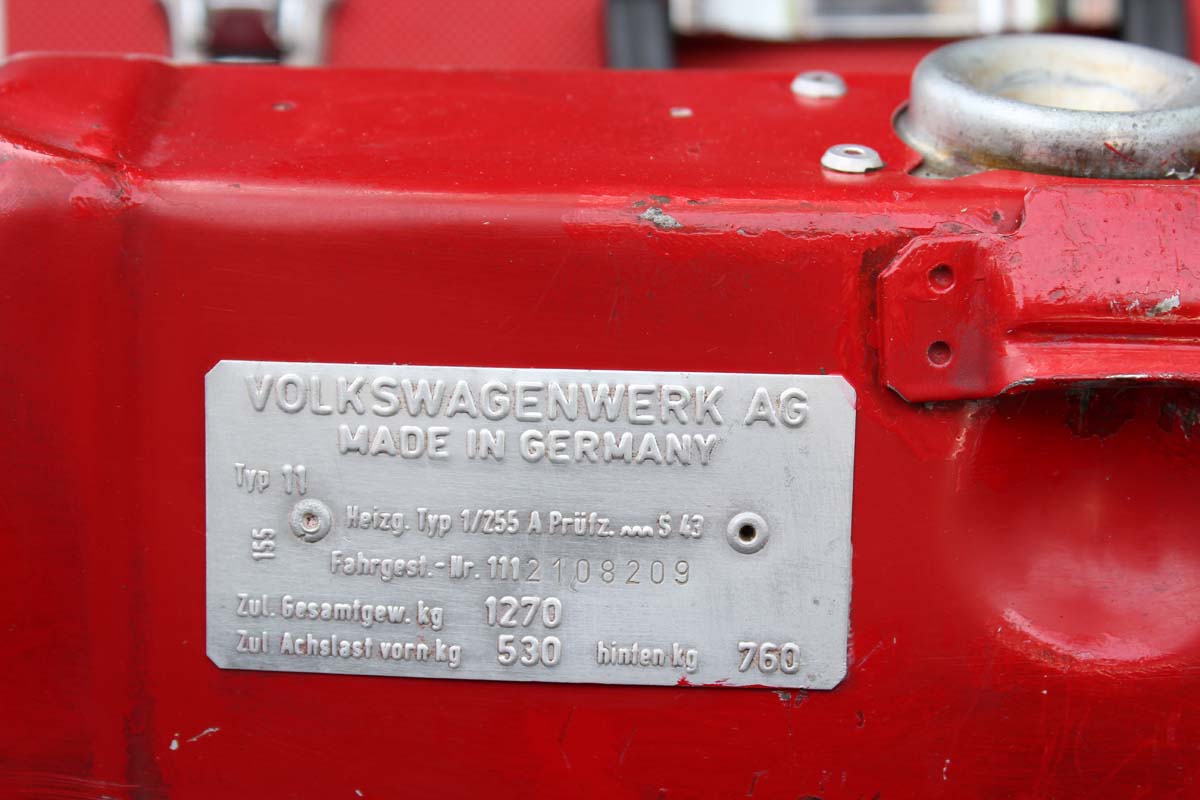 VOLKSWAGENWERK AG
MADE IN GERMANY
Typ 11
155
Heizg. Typ 1/255 A Prüfz. ~~~ S 43
Fahrgest.-Nr. 1112108209
Zul. Gesamtgew. kg 1270
Zul Achslast vorn kg 530 hinten kg 760